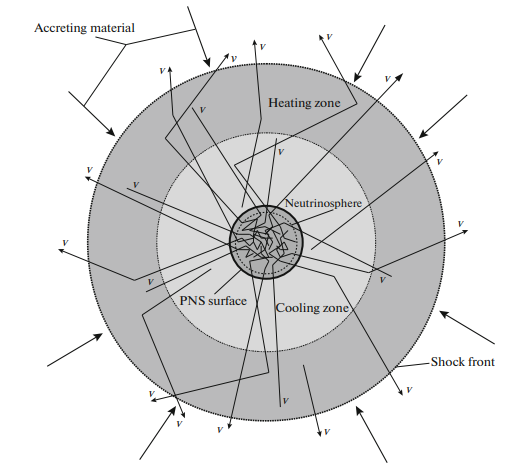 Accreting material
ν
ν
ν
ν
ν
ν
Heating zone
ν
ν
ν
ν
Neutrinosphere
ν
ν
ν
ν
PNS surface
Cooling zone
Shock front
ν
ν
ν
ν
ν
ν